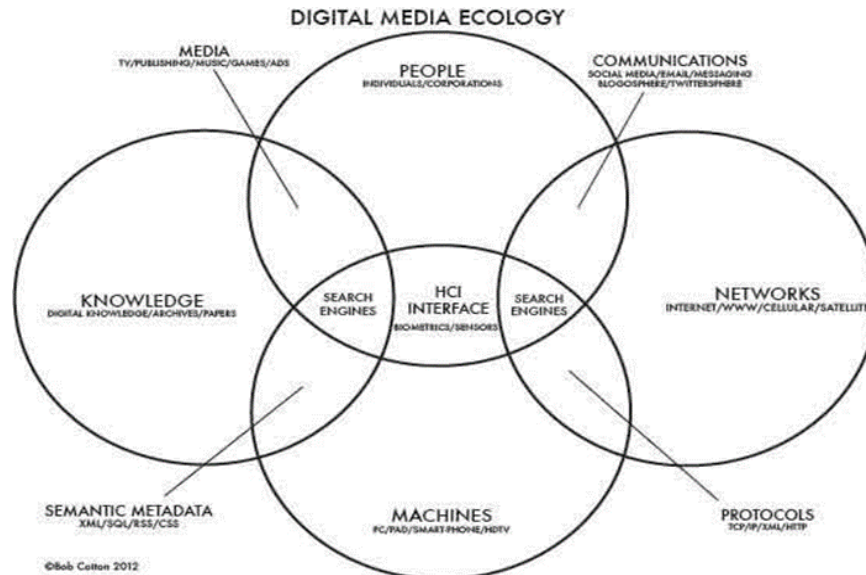 DIGITAL MEDIA ECOLOGY
MEDIA
TV/PUBLISHING/MUSIC/GAMES/ADS
PEOPLE
INDIVIDUALS/CORPORATIONS
COMMUNICATIONS
SOCIAL MEDIA/EMAIL/MESSAGING
BLOGOSPHERE/TWITTERSPHERE
KNOWLEDGE
DIGITAL KNOWLEDGE/ARCHIVES/PAPERS
SEARCH
ENGINES
HCI
INTERFACE
BIOMETRICS/SENSORS
SEARCH
ENGINES
NETWORKS
INTERNET/WWW/CELLULAR/SATELLIT
SEMANTIC METADATA
XML/SQL/RSS/CSS
MACHINES
PC/PAD/SMART-PHONE/HDTV
PROTOCOLS
TCP/IP/XML/HTTP
©Bob Cotton 2012